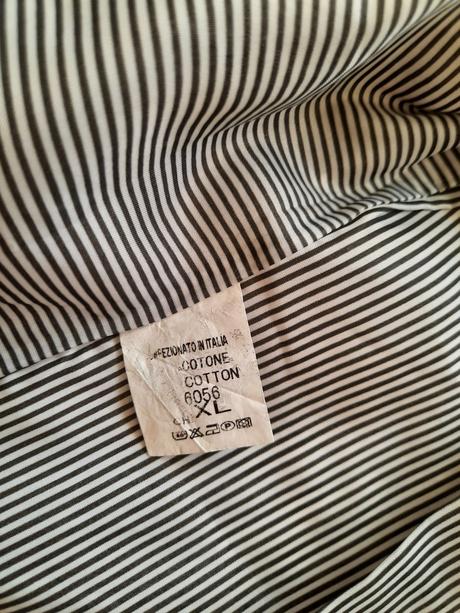 FEZIONATO IN ITALIA
COTONE
COTTON
6056
XL